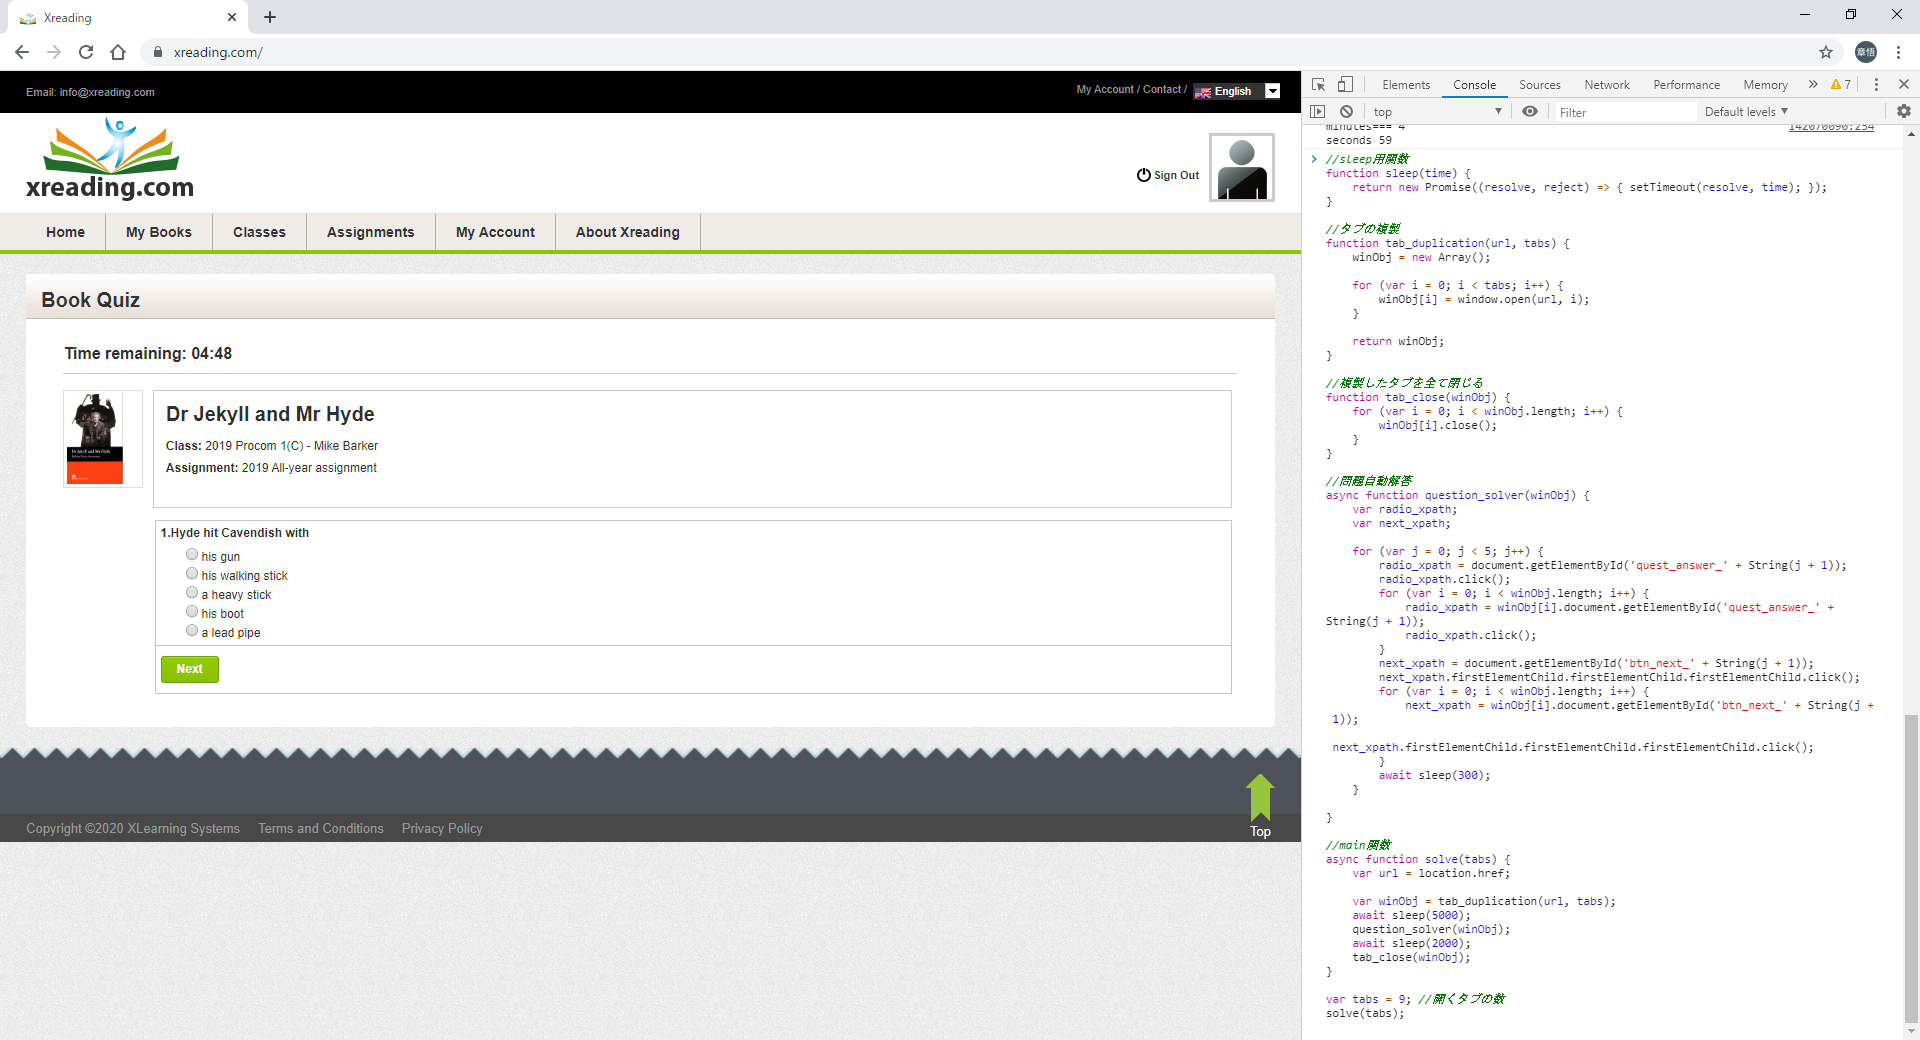 Xreading
xreading.com/
章悟
Email: info@xreading.com
My Account / Contact /
English
xreading.com
Sign Out
Home
My Books
Classes
Assignments
My Account
About Xreading
Book Quiz
Time remaining: 04:48
Dr Jekyll and Mr Hyde
Dr Jekyll and Mr Hyde
Class: 2019 Procom 1(C) - Mike Barker
Assignment: 2019 All-year assignment
1.Hyde hit Cavendish with
his gun
his walking stick
a heavy stick
his boot
a lead pipe
Next
Top
Copyright ©2020 XLearning Systems
Terms and Conditions
Privacy Policy
Elements
Console
Sources
Network
Performance
Memory
7
top
Filter
Default levels
minutes=== 4
142070090:254
seconds 59
//sleep用関数
function sleep(time) {
return new Promise((resolve, reject) => { setTimeout(resolve, time); });
}
//タブの複製
function tab_duplication(url, tabs) {
winObj = new Array();
for (var i = 0; i < tabs; i++) {
winObj[i] = window.open(url, i);
}
return winObj;
}
//複製したタブを全て閉じる
function tab_close(winObj) {
for (var i = 0; i < winObj.length; i++) {
winObj[i].close();
}
}
//問題自動解答
async function question_solver(winObj) {
var radio_xpath;
var next_xpath;
for (var j = 0; j < 5; j++) {
radio_xpath = document.getElementById('quest_answer_' + String(j + 1));
radio_xpath.click();
for (var i = 0; i < winObj.length; i++) {
radio_xpath = winObj[i].document.getElementById('quest_answer_' +
String(j + 1));
radio_xpath.click();
}
next_xpath = document.getElementById('btn_next_' + String(j + 1));
next_xpath.firstElementChild.firstElementChild.firstElementChild.click();
for (var i = 0; i < winObj.length; i++) {
next_xpath = winObj[i].document.getElementById('btn_next_' + String(j +
1));
next_xpath.firstElementChild.firstElementChild.firstElementChild.click();
}
await sleep(300);
}
}
//main関数
async function solve(tabs) {
var url = location.href;
var winObj = tab_duplication(url, tabs);
await sleep(5000);
question_solver(winObj);
await sleep(2000);
tab_close(winObj);
}
var tabs = 9; //開くタブの数
solve(tabs);